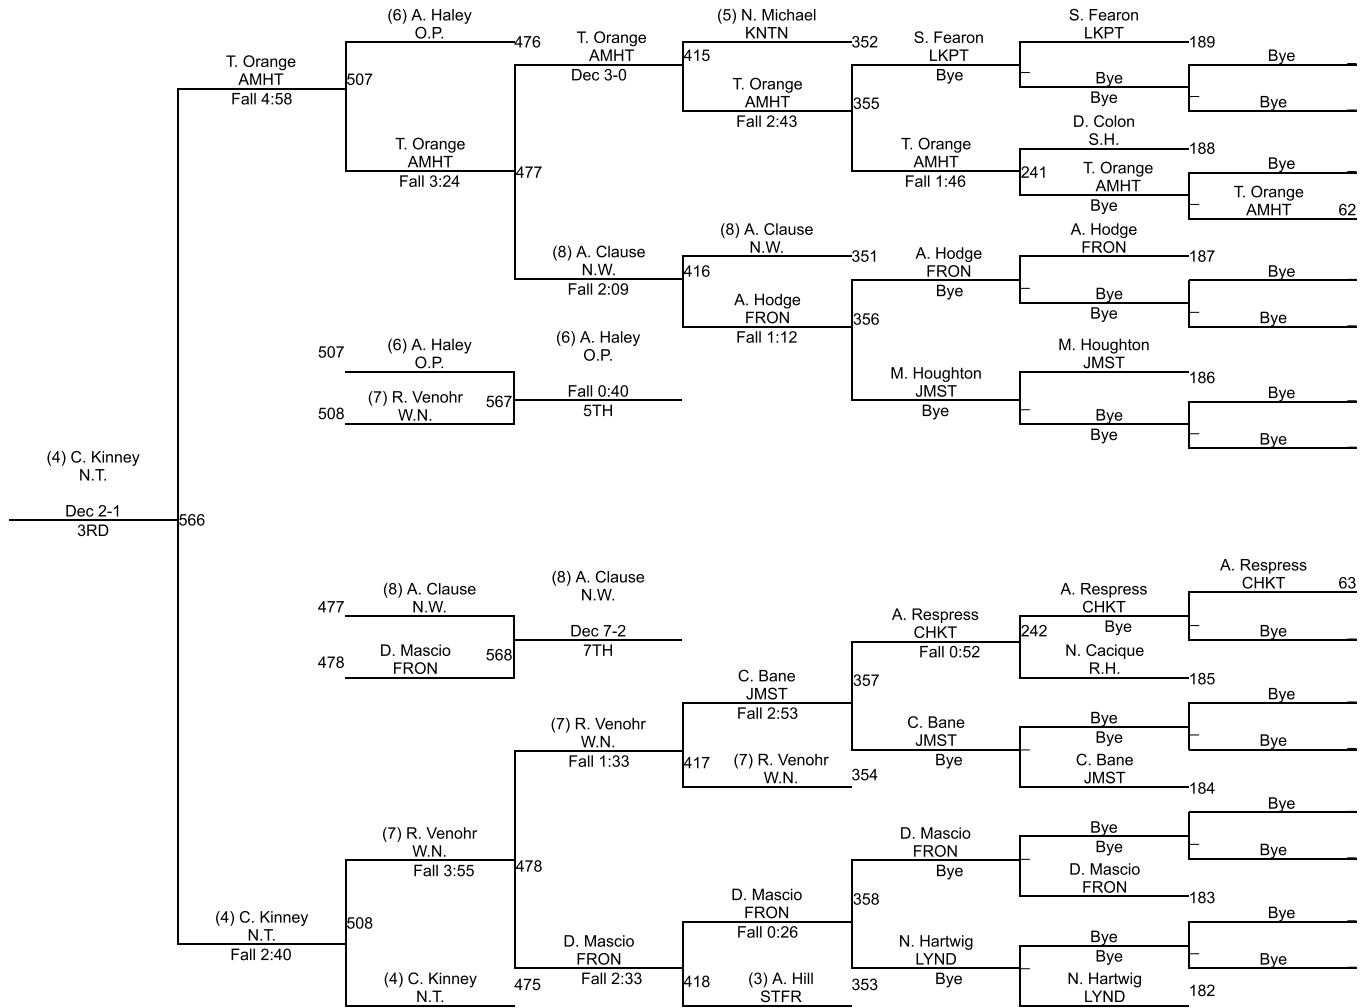 (6) A. Haley
O.P.
476
T. Orange
AMHT
Fall 4:58
507
T. Orange
AMHT
Fall 3:24
477
T. Orange
AMHT
Dec 3-0
415
(5) N. Michael
KNTN
352
T. Orange
AMHT
Fall 2:43
355
S. Fearon
LKPT
Bye
S. Fearon
LKPT
189
Bye
Bye
Bye
Bye
T. Orange
AMHT
Fall 1:46
241
D. Colon
S.H.
188
T. Orange
AMHT
Bye
Bye
T. Orange
AMHT
62
(8) A. Clause
N.W.
Fall 2:09
416
(8) A. Clause
N.W.
351
A. Hodge
FRON
Fall 1:12
356
A. Hodge
FRON
Bye
A. Hodge
FRON
187
Bye
Bye
Bye
Bye
M. Houghton
JMST
Bye
M. Houghton
JMST
186
Bye
Bye
Bye
Bye
507
(6) A. Haley
O.P.
508
(7) R. Venohr
W.N.
567
(6) A. Haley
O.P.
Fall 0:40
5TH
(4) C. Kinney
N.T.
Dec 2-1
3RD
566
477
(8) A. Clause
N.W.
478
D. Mascio
FRON
568
(8) A. Clause
N.W.
Dec 7-2
7TH
A. Respress
CHKT
Fall 0:52
242
A. Respress
CHKT
Bye
A. Respress
CHKT
63
Bye
N. Cacique
R.H.
185
357
C. Bane
JMST
Fall 2:53
C. Bane
JMST
Bye
Bye
Bye
Bye
Bye
C. Bane
JMST
184
(7) R. Venohr
W.N.
Fall 1:33
417
(7) R. Venohr
W.N.
354
(7) R. Venohr
W.N.
Fall 3:55
478
D. Mascio
FRON
Bye
Bye
Bye
Bye
Bye
D. Mascio
FRON
183
358
D. Mascio
FRON
Fall 0:26
N. Hartwig
LYND
Bye
Bye
Bye
Bye
Bye
N. Hartwig
LYND
182
(4) C. Kinney
N.T.
Fall 2:40
508
(4) C. Kinney
N.T.
475
D. Mascio
FRON
Fall 2:33
418
(3) A. Hill
STFR
353